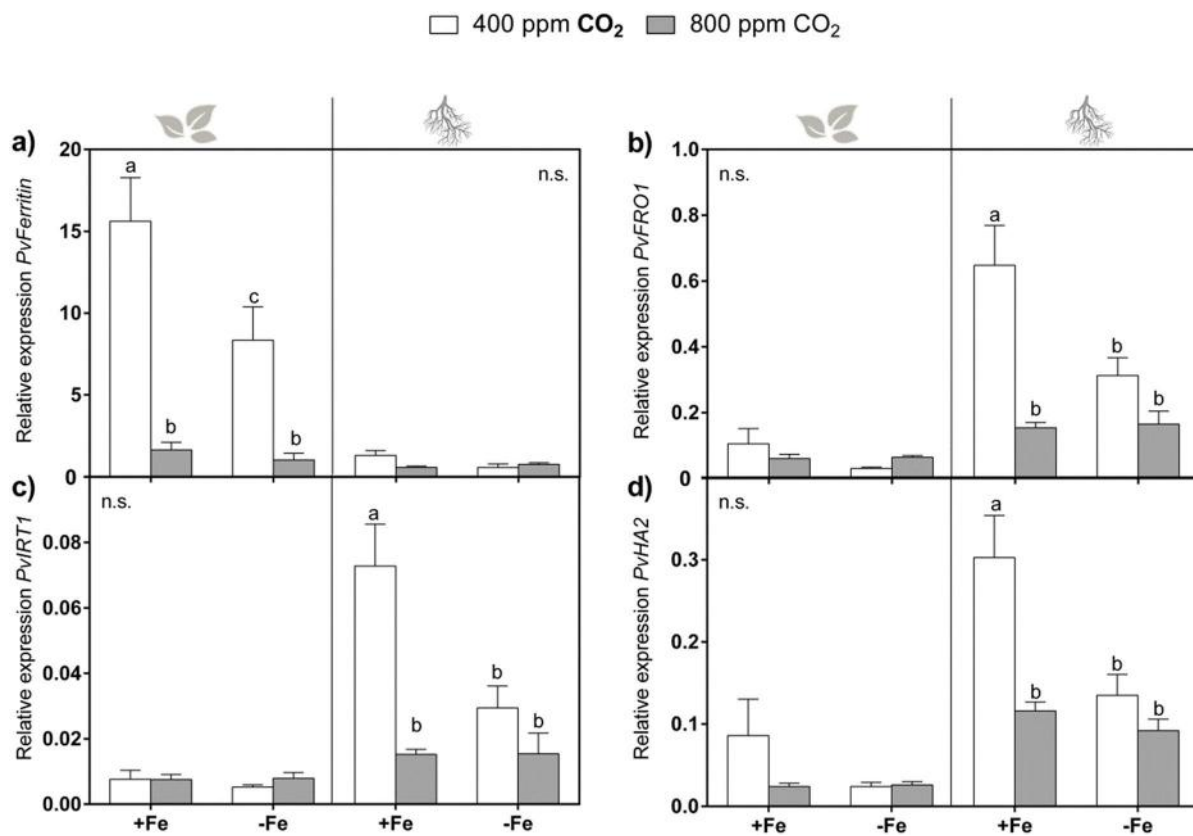 400 ppm CO₂ 800 ppm CO₂
a)
Relative expression PvFerritin
20
15
10
5
0
a
b
c
b
n.s.
b)
Relative expression PvFRO1
1.0
0.8
0.6
0.4
0.2
0
n.s.
a
b
b
b
c)
Relative expression PvIRT1
0.08
0.06
0.04
0.02
0.00
n.s.
a
b
b
b
+Fe -Fe +Fe -Fe
d)
Relative expression PvHA2
0.3
0.2
0.1
0.0
n.s.
a
b
b
b
+Fe -Fe +Fe -Fe